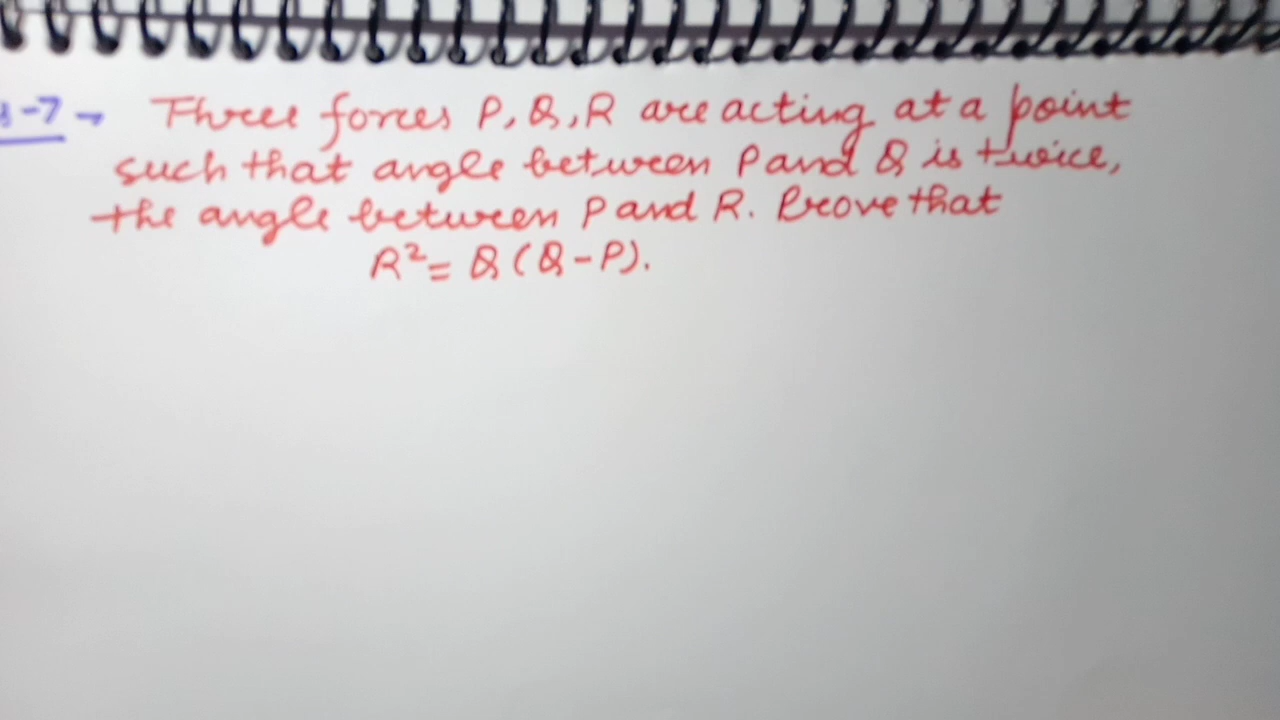 -7 → Three forces P, Q, R are acting at a point
such that angle between P and Q is twice,
the angle between P and R. Prove that
R² = Q (Q - P).